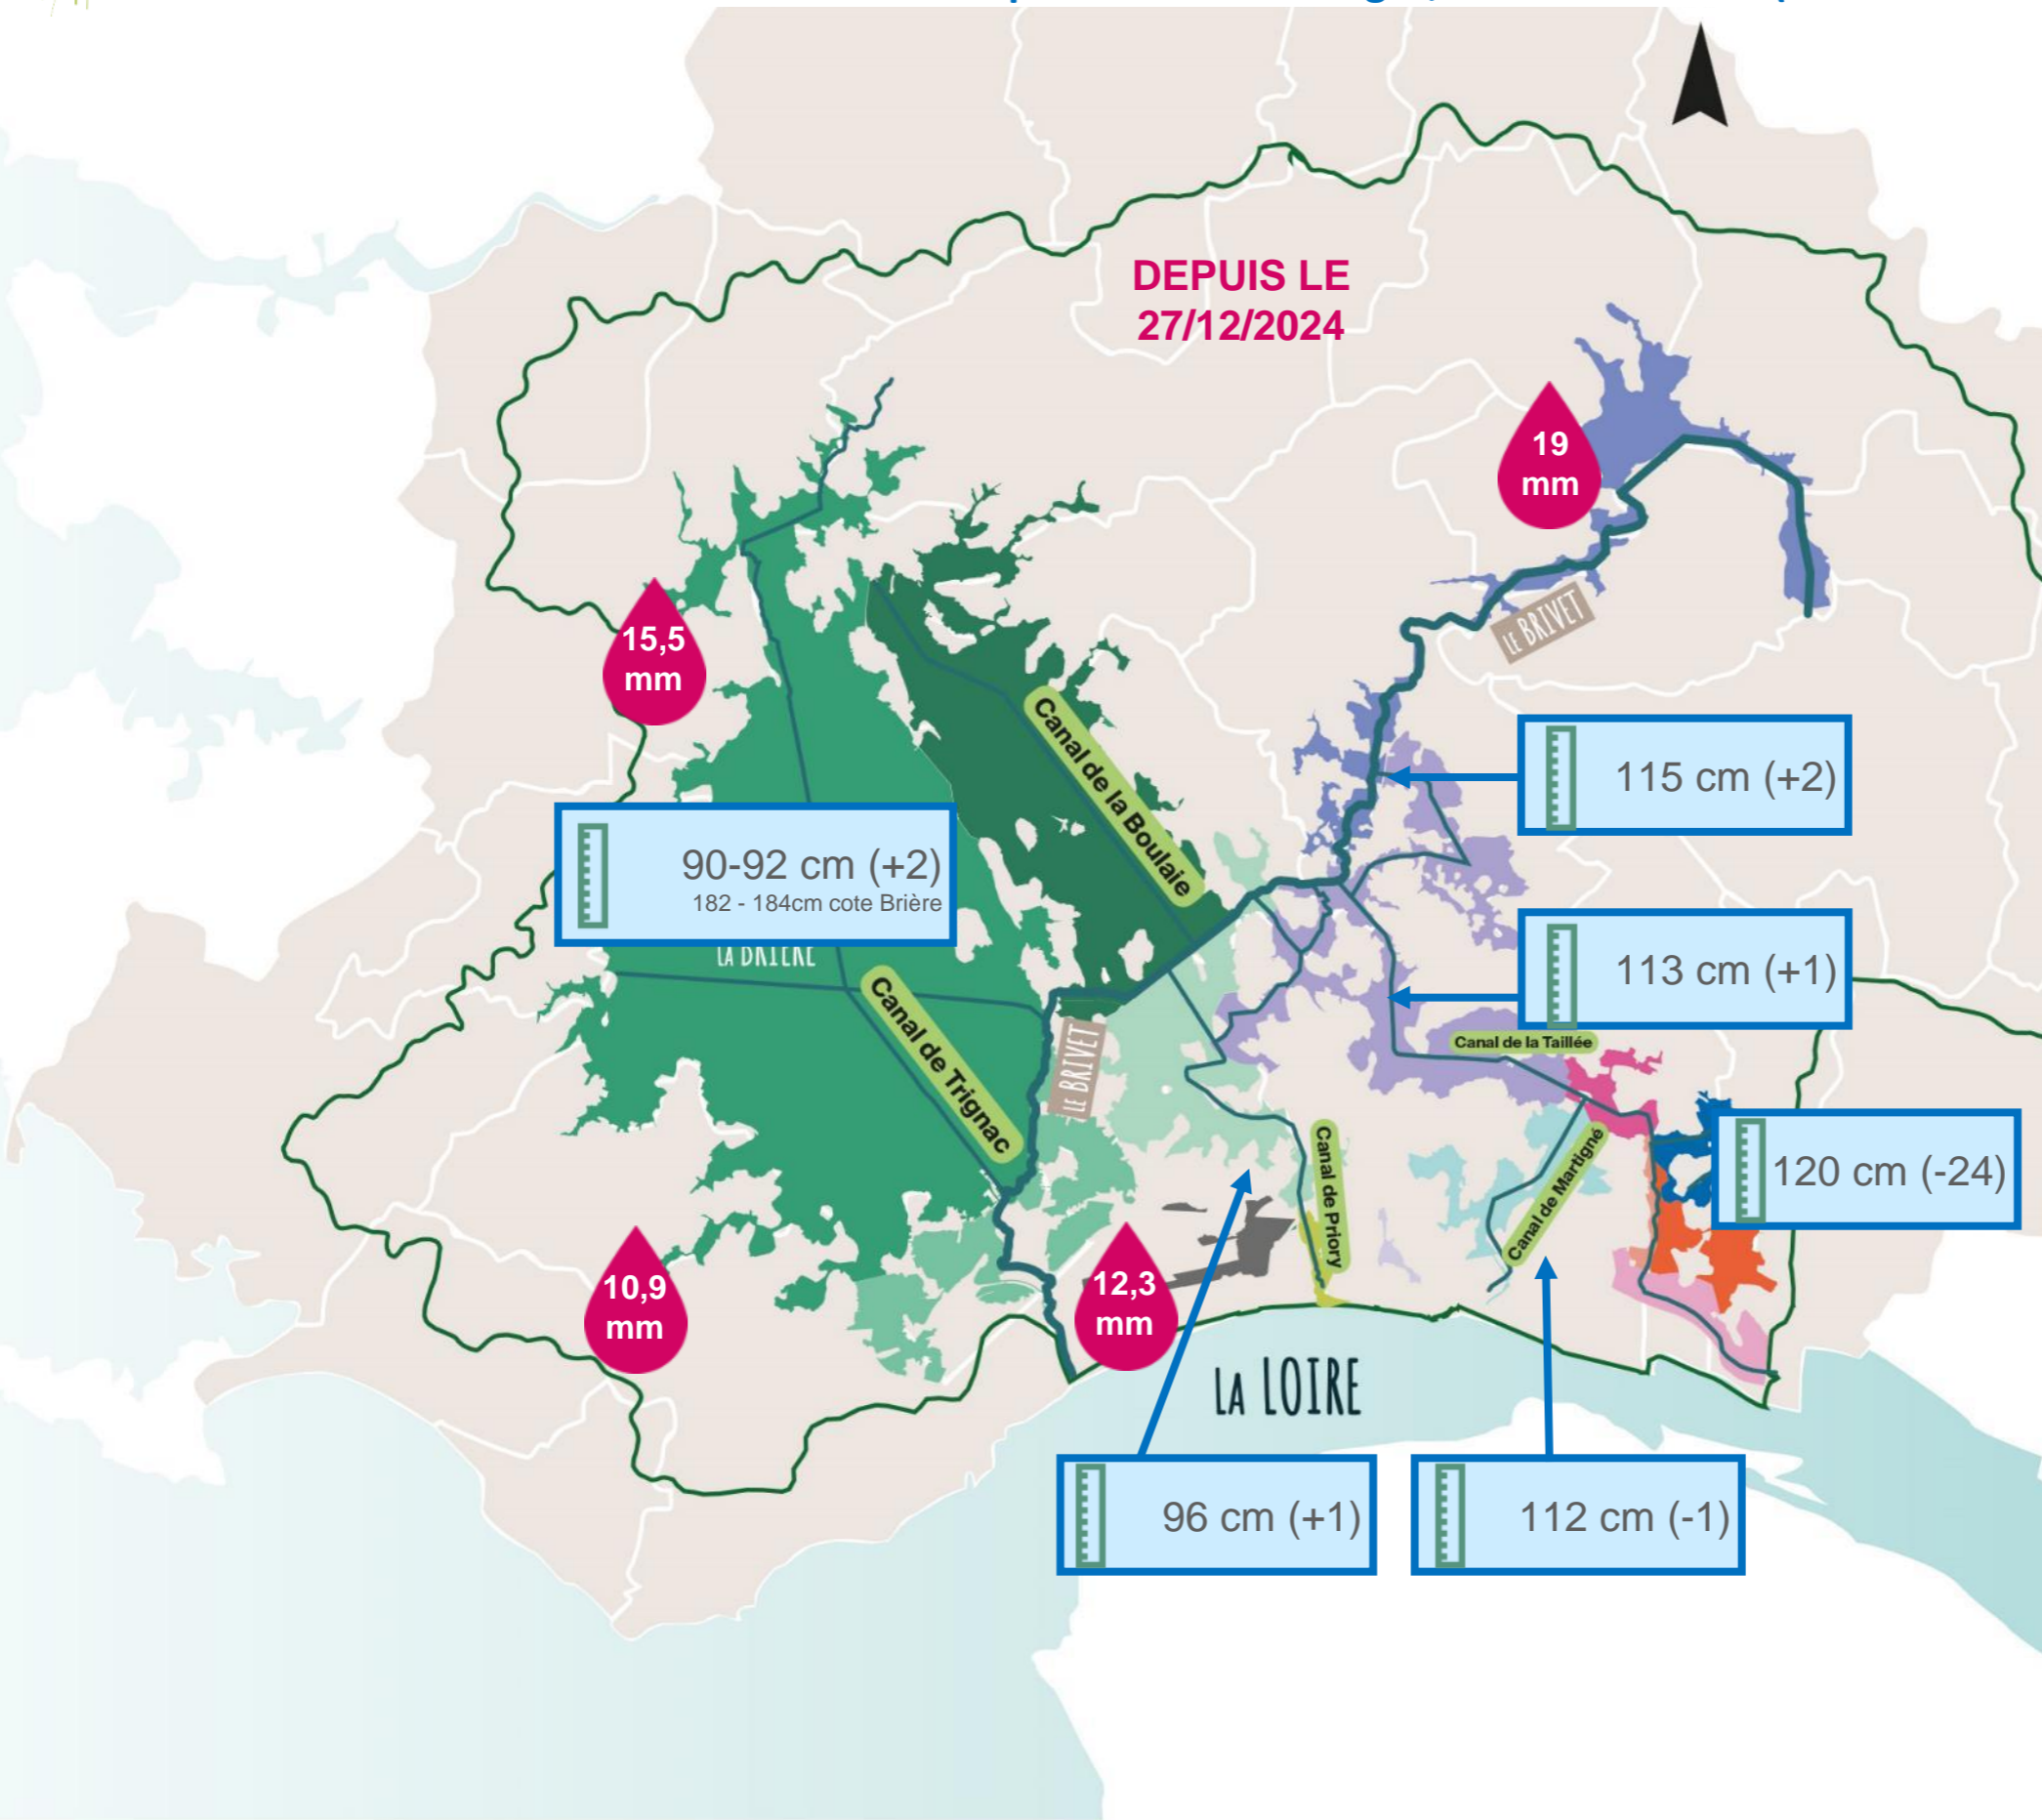 DEPUIS LE
27/12/2024
19
mm
15,5
mm
LE BRIVET
Canal de la Boulaie
115 cm (+2)
90-92 cm (+2)
182 - 184cm cote Brière
LA BRIÈRE
113 cm (+1)
Canal de Trignac
LE BRIVET
Canal de la Taillée
Canal de Priory
Canal de Martigné
120 cm (-24)
10,9
mm
12,3
mm
LA LOIRE
96 cm (+1)
112 cm (-1)